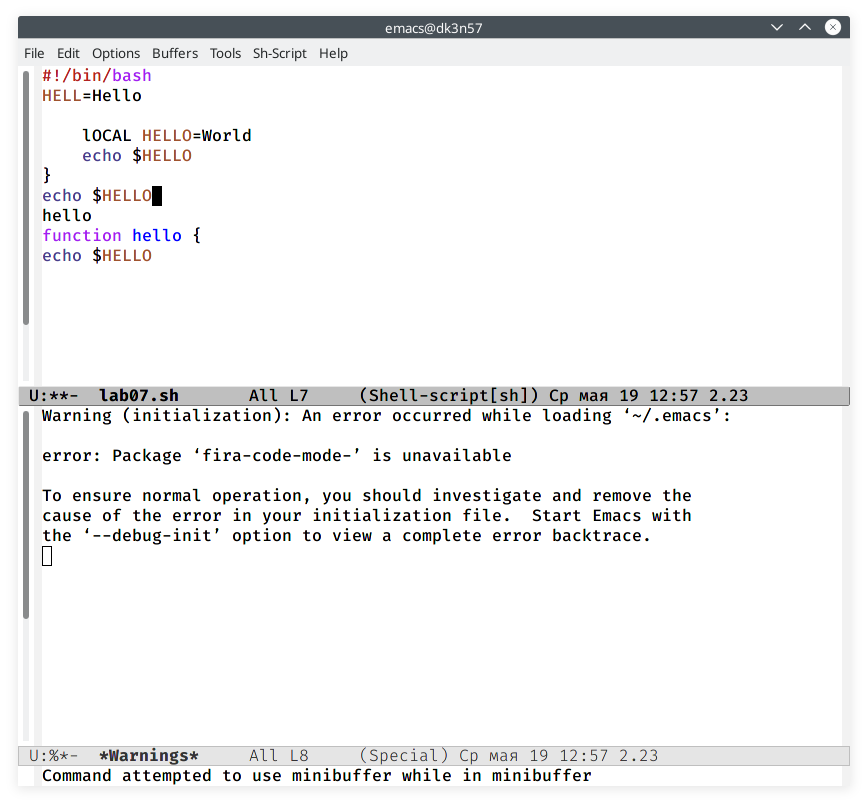 emacs@dk3n57
File Edit Options Buffers Tools Sh-Script Help
#!/bin/bash
HELL=Hello
lOCAL HELLO=World
echo $HELLO
}
echo $HELLO
hello
function hello {
echo $HELLO
U:**- lab07.sh All L7 (Shell-script[sh]) Ср мая 19 12:57 2.23
Warning (initialization): An error occurred while loading ‘~/.emacs’:
error: Package ‘fira-code-mode-’ is unavailable
To ensure normal operation, you should investigate and remove the
cause of the error in your initialization file. Start Emacs with
the ‘--debug-init’ option to view a complete error backtrace.
U:%*- *Warnings* All L8 (Special) Ср мая 19 12:57 2.23
Command attempted to use minibuffer while in minibuffer